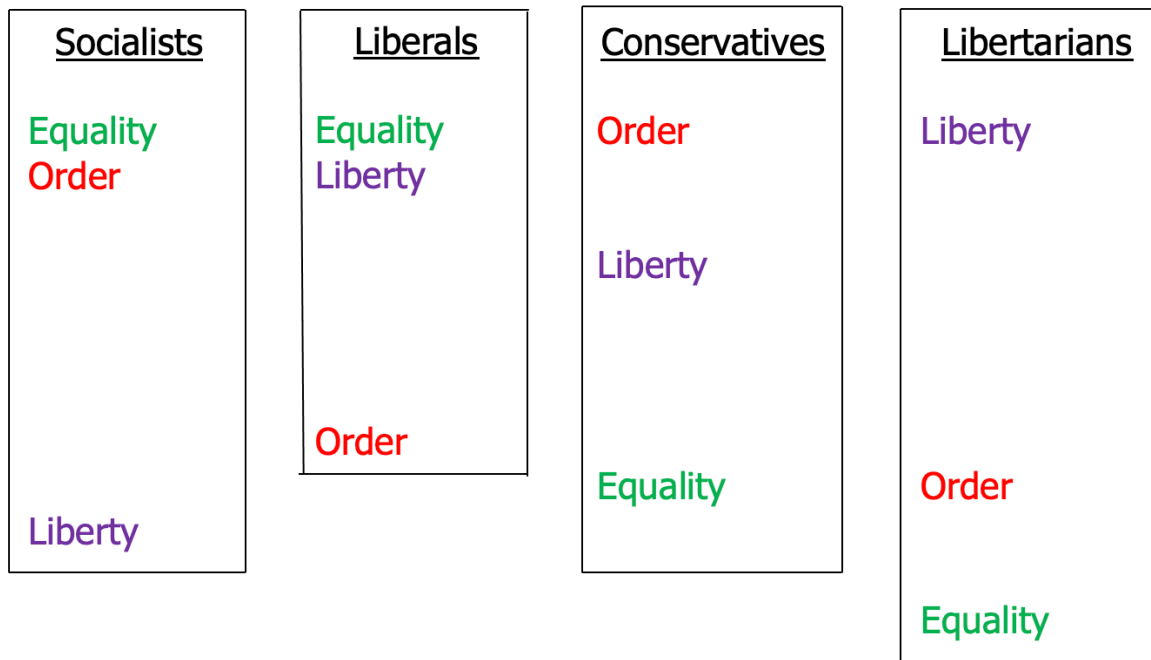 Socialists
Equality
Order
Liberty
Liberals
Equality
Liberty
Order
Conservatives
Order
Liberty
Equality
Libertarians
Liberty
Order
Equality